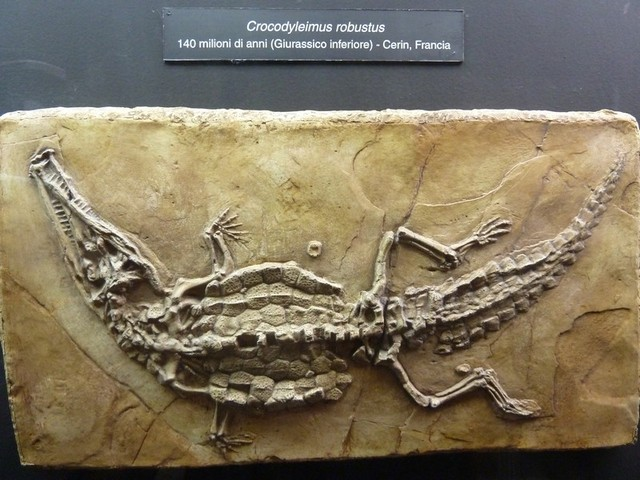 Crocodyleimus robustus
140 milioni di anni (Giurassico inferiore) - Cerin, Francia